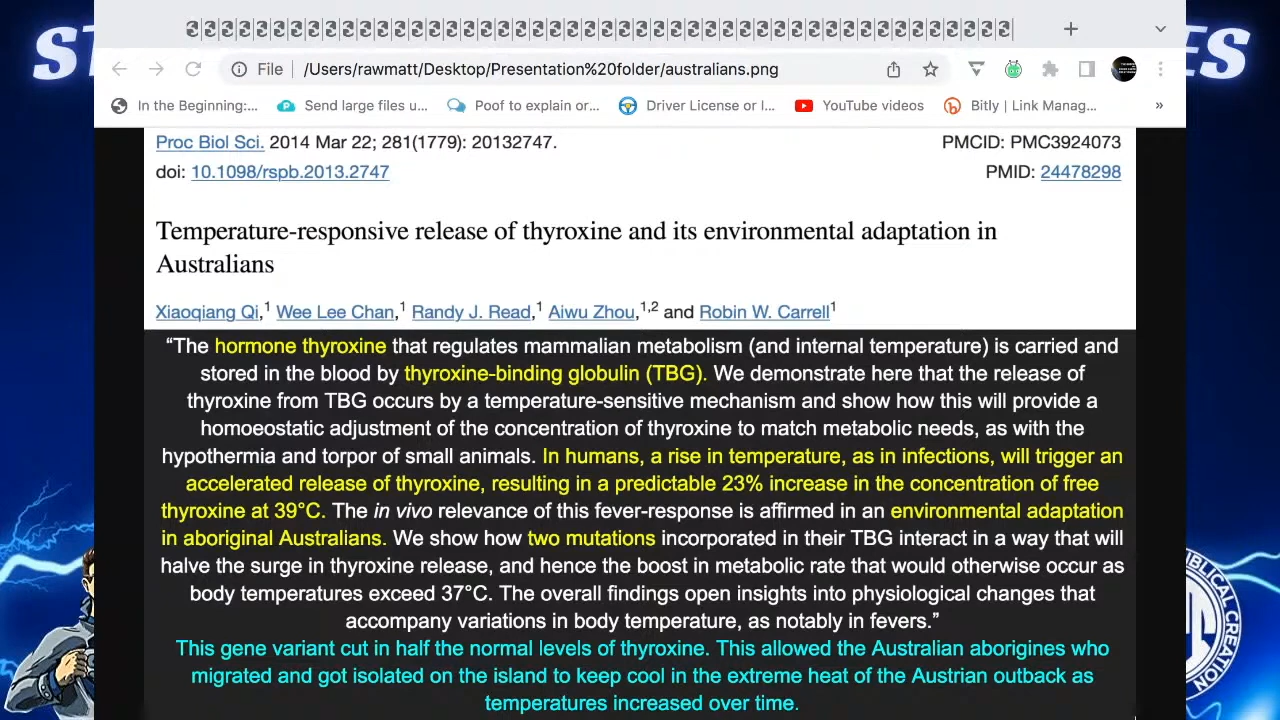 ST
ES
File
/Users/rawmatt/Desktop/Presentation%20folder/australians.png
In the Beginning:...
Send large files u...
Poof to explain or...
Driver License or I...
YouTube videos
Bitly | Link Manag...
»
Proc Biol Sci. 2014 Mar 22; 281(1779): 20132747.
PMCID: PMC3924073
doi: 10.1098/rspb.2013.2747
PMID: 24478298
Temperature-responsive release of thyroxine and its environmental adaptation in
Australians
Xiaoqiang Qi,1 Wee Lee Chan,1 Randy J. Read,1 Aiwu Zhou,1,2 and Robin W. Carrell1
“The hormone thyroxine that regulates mammalian metabolism (and internal temperature) is carried and
stored in the blood by thyroxine-binding globulin (TBG). We demonstrate here that the release of
thyroxine from TBG occurs by a temperature-sensitive mechanism and show how this will provide a
homoeostatic adjustment of the concentration of thyroxine to match metabolic needs, as with the
hypothermia and torpor of small animals. In humans, a rise in temperature, as in infections, will trigger an
accelerated release of thyroxine, resulting in a predictable 23% increase in the concentration of free
thyroxine at 39°C. The in vivo relevance of this fever-response is affirmed in an environmental adaptation
in aboriginal Australians. We show how two mutations incorporated in their TBG interact in a way that will
halve the surge in thyroxine release, and hence the boost in metabolic rate that would otherwise occur as
body temperatures exceed 37°C. The overall findings open insights into physiological changes that
accompany variations in body temperature, as notably in fevers.”
This gene variant cut in half the normal levels of thyroxine. This allowed the Australian aborigines who
migrated and got isolated on the island to keep cool in the extreme heat of the Austrian outback as
temperatures increased over time.
BLICAL CREATION